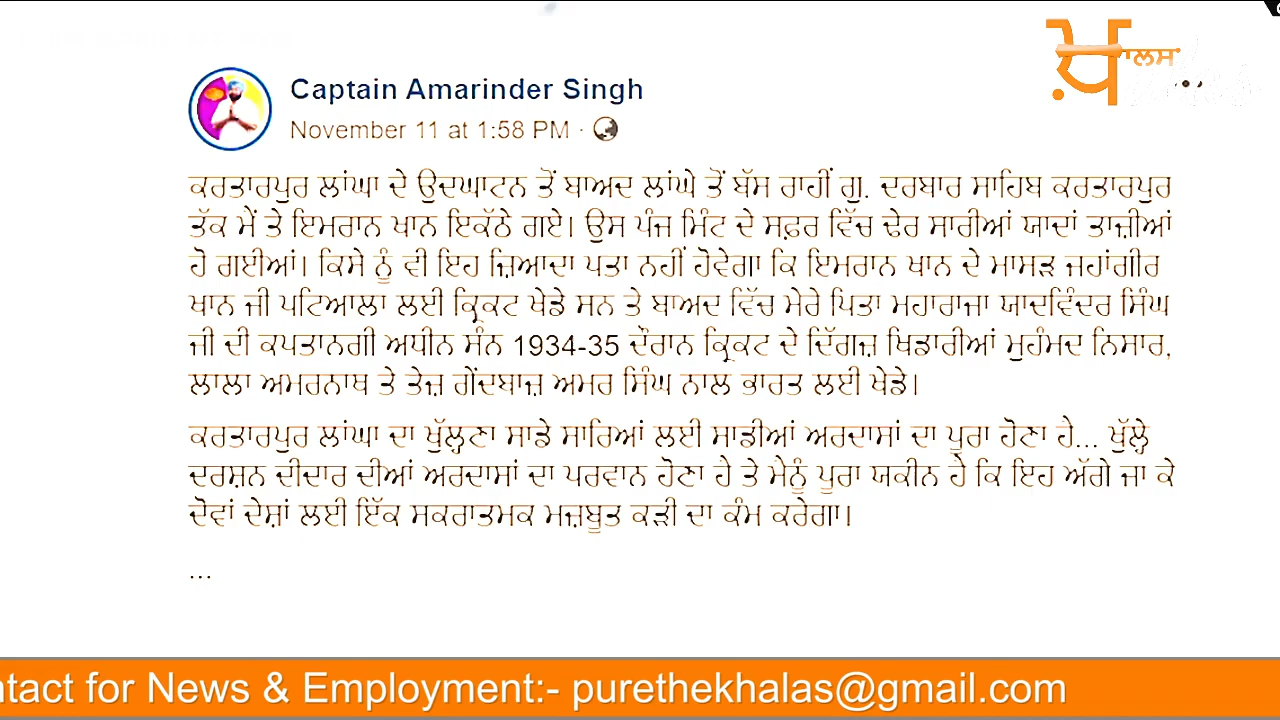 ਖ਼ਾਲਸ
Captain Amarinder Singh
November 11 at 1:58 PM ·
ਕਰਤਾਰਪੁਰ ਲਾਂਘਾ ਦੇ ਉਦਘਾਟਨ ਤੋਂ ਬਾਅਦ ਲਾਂਘੇ ਤੋਂ ਬੱਸ ਰਾਹੀਂ ਗੁ. ਦਰਬਾਰ ਸਾਹਿਬ ਕਰਤਾਰਪੁਰ
ਤੱਕ ਮੈਂ ਤੇ ਇਮਰਾਨ ਖਾਨ ਇਕੱਠੇ ਗਏ। ਉਸ ਪੰਜ ਮਿੰਟ ਦੇ ਸਫ਼ਰ ਵਿੱਚ ਢੇਰ ਸਾਰੀਆਂ ਯਾਦਾਂ ਤਾਜ਼ੀਆਂ
ਹੋ ਗਈਆਂ। ਕਿਸੇ ਨੂੰ ਵੀ ਇਹ ਜ਼ਿਆਦਾ ਪਤਾ ਨਹੀਂ ਹੋਵੇਗਾ ਕਿ ਇਮਰਾਨ ਖਾਨ ਦੇ ਮਾਸੜ ਜਹਾਂਗੀਰ
ਖਾਨ ਜੀ ਪਟਿਆਲਾ ਲਈ ਕ੍ਰਿਕਟ ਖੇਡੇ ਸਨ ਤੇ ਬਾਅਦ ਵਿੱਚ ਮੇਰੇ ਪਿਤਾ ਮਹਾਰਾਜਾ ਯਾਦਵਿੰਦਰ ਸਿੰਘ
ਜੀ ਦੀ ਕਪਤਾਨਗੀ ਅਧੀਨ ਸੰਨ 1934-35 ਦੌਰਾਨ ਕ੍ਰਿਕਟ ਦੇ ਦਿੱਗਜ਼ ਖਿਡਾਰੀਆਂ ਮੁਹੰਮਦ ਨਿਸਾਰ,
ਲਾਲਾ ਅਮਰਨਾਥ ਤੇ ਤੇਜ਼ ਗੇਂਦਬਾਜ਼ ਅਮਰ ਸਿੰਘ ਨਾਲ ਭਾਰਤ ਲਈ ਖੇਡੇ।
ਕਰਤਾਰਪੁਰ ਲਾਂਘਾ ਦਾ ਖੁੱਲ੍ਹਣਾ ਸਾਡੇ ਸਾਰਿਆਂ ਲਈ ਸਾਡੀਆਂ ਅਰਦਾਸਾਂ ਦਾ ਪੂਰਾ ਹੋਣਾ ਹੈ... ਖੁੱਲ੍ਹੇ
ਦਰਸ਼ਨ ਦੀਦਾਰ ਦੀਆਂ ਅਰਦਾਸਾਂ ਦਾ ਪਰਵਾਨ ਹੋਣਾ ਹੈ ਤੇ ਮੈਨੂੰ ਪੂਰਾ ਯਕੀਨ ਹੈ ਕਿ ਇਹ ਅੱਗੇ ਜਾ ਕੇ
ਦੋਵਾਂ ਦੇਸ਼ਾਂ ਲਈ ਇੱਕ ਸਕਰਾਤਮਕ ਮਜ਼ਬੂਤ ਕੜੀ ਦਾ ਕੰਮ ਕਰੇਗਾ।
...
ntact for News & Employment:- purethekhalas@gmail.com